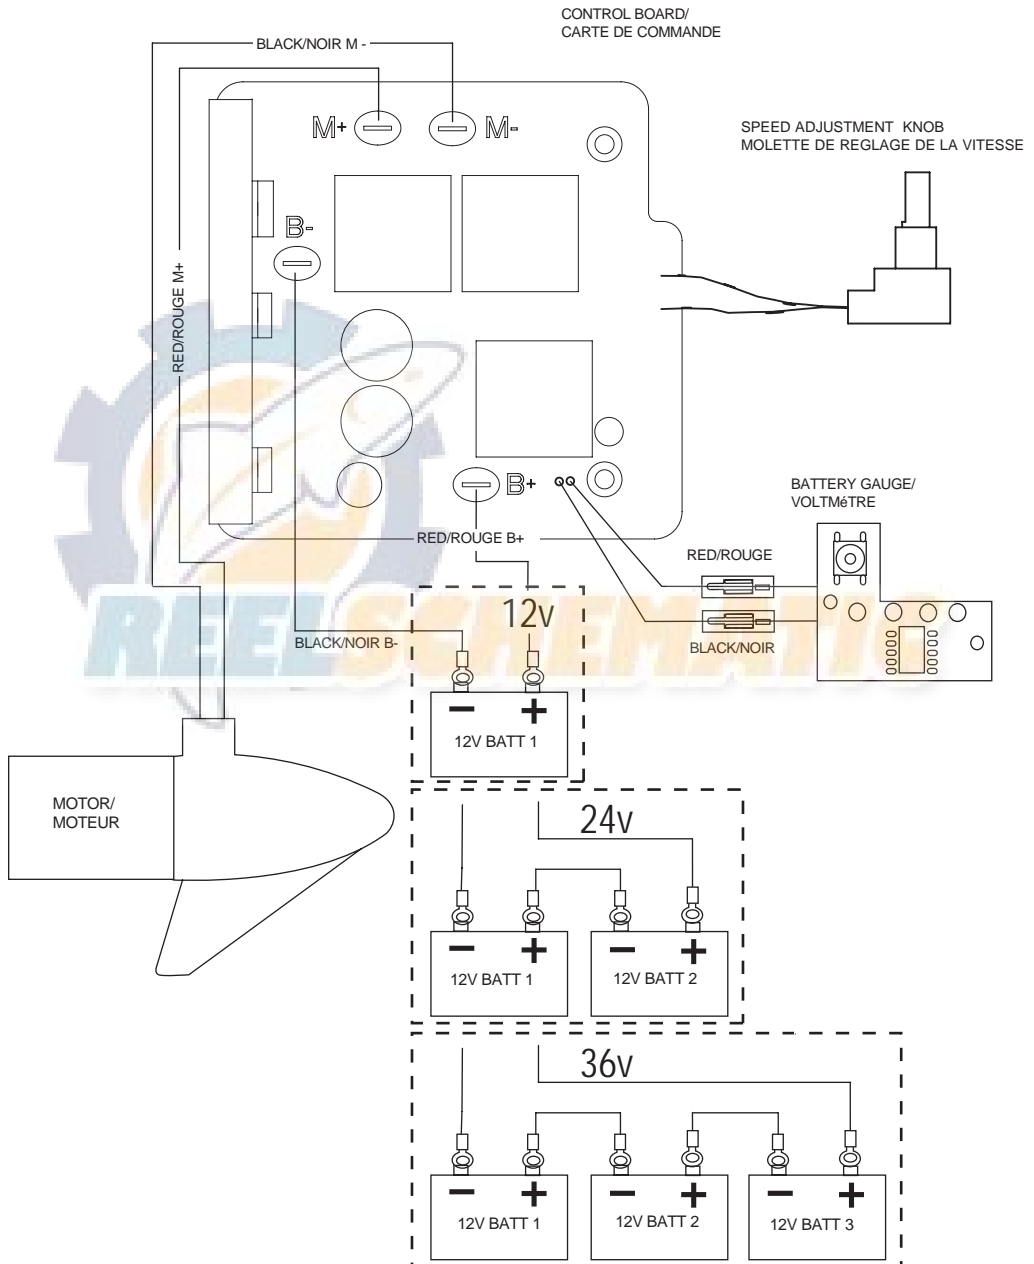 CONTROL BOARD/
CARTE DE COMMANDE
BLACK/NOIR M -
M+
M-
SPEED ADJUSTMENT KNOB
MOLETTE DE REGLAGE DE LA VITESSE
B-
RED/ROUGE M+
B+
BATTERY GAUGE/
VOLTMéTRE
RED/ROUGE B+
RED/ROUGE
12v
BLACK/NOIR B-
BLACK/NOIR
REELSCHEMATIC
− +
12V BATT 1
MOTOR/
MOTEUR
24v
− + − +
12V BATT 1
12V BATT 2
36v
− + − + − +
12V BATT 1
12V BATT 2
12V BATT 3